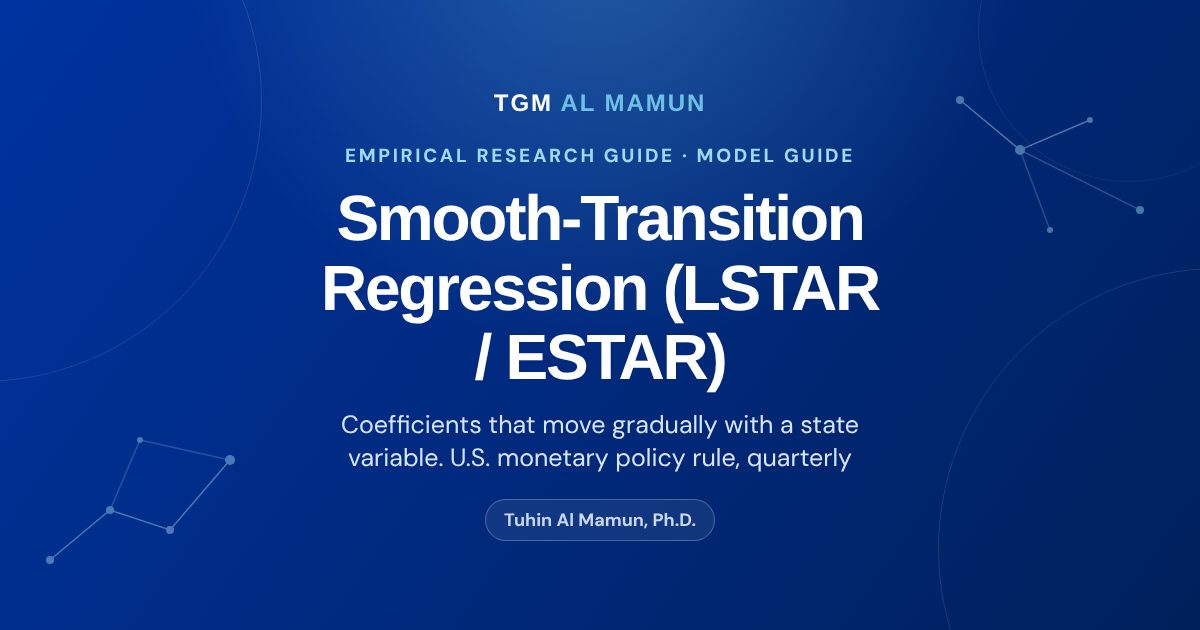 TGM AL MAMUN
EMPIRICAL RESEARCH GUIDE · MODEL GUIDE
Smooth-Transition
Regression (LSTAR
/ ESTAR)
Coefficients that move gradually with a state
variable. U.S. monetary policy rule, quarterly
Tuhin Al Mamun, Ph.D.